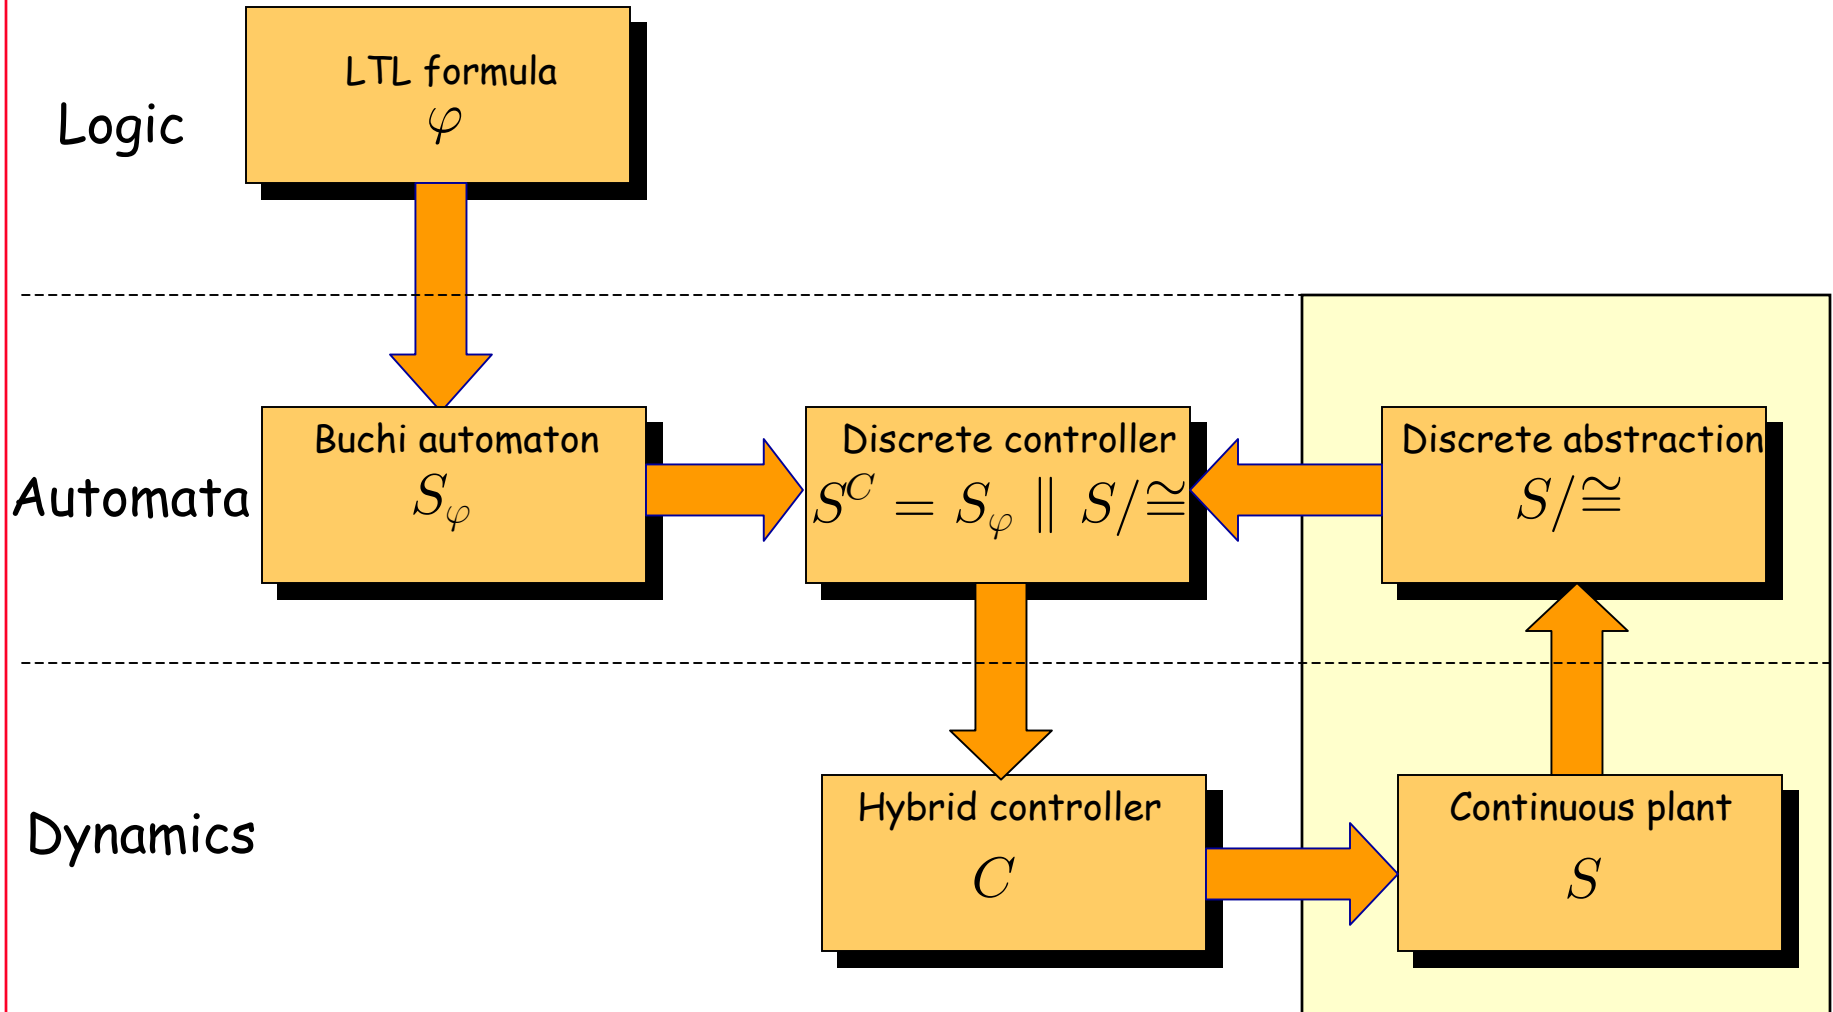 LTL formula
φ
Logic
Buchi automaton
S_φ
Discrete controller
S^C = S_φ ∥ S/≅
Discrete abstraction
S/≅
Automata
Hybrid controller
C
Continuous plant
S
Dynamics